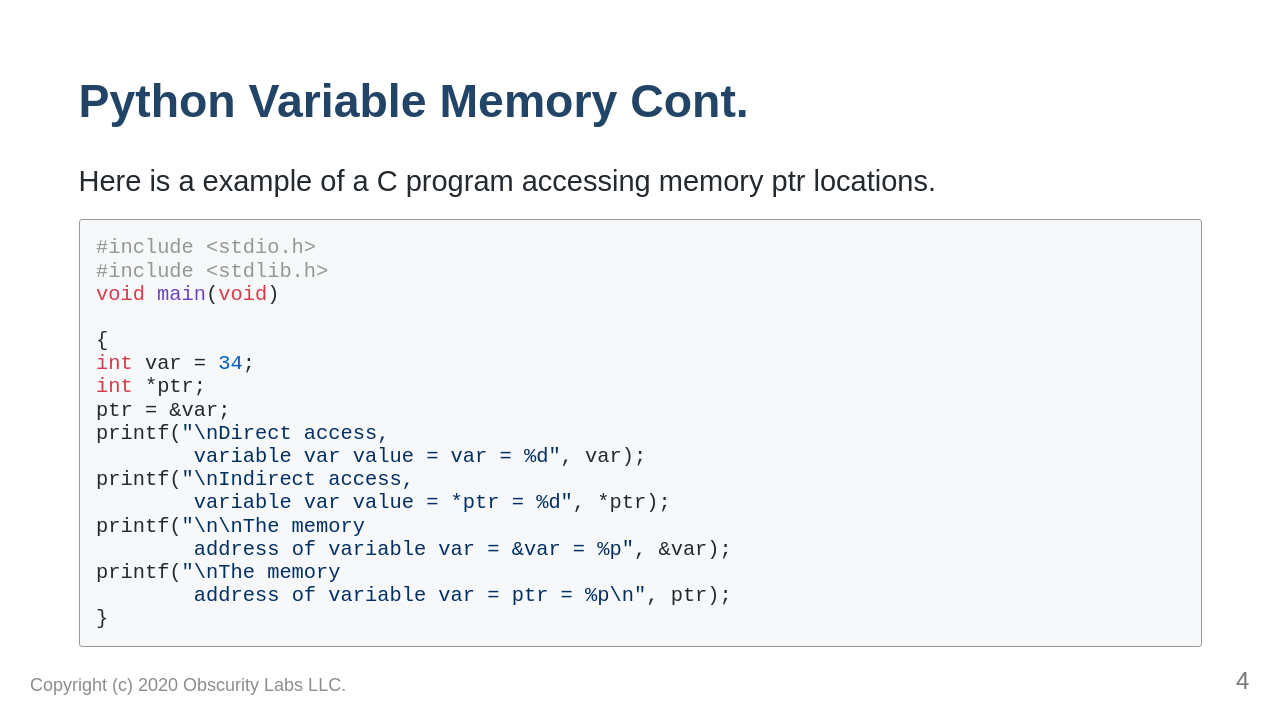 Python Variable Memory Cont.
Here is a example of a C program accessing memory ptr locations.
#include <stdio.h>
#include <stdlib.h>
void main(void)
{
int var = 34;
int *ptr;
ptr = &var;
printf("\nDirect access,
        variable var value = var = %d", var);
printf("\nIndirect access,
        variable var value = *ptr = %d", *ptr);
printf("\n\nThe memory
        address of variable var = &var = %p", &var);
printf("\nThe memory
        address of variable var = ptr = %p\n", ptr);
}
Copyright (c) 2020 Obscurity Labs LLC.
4